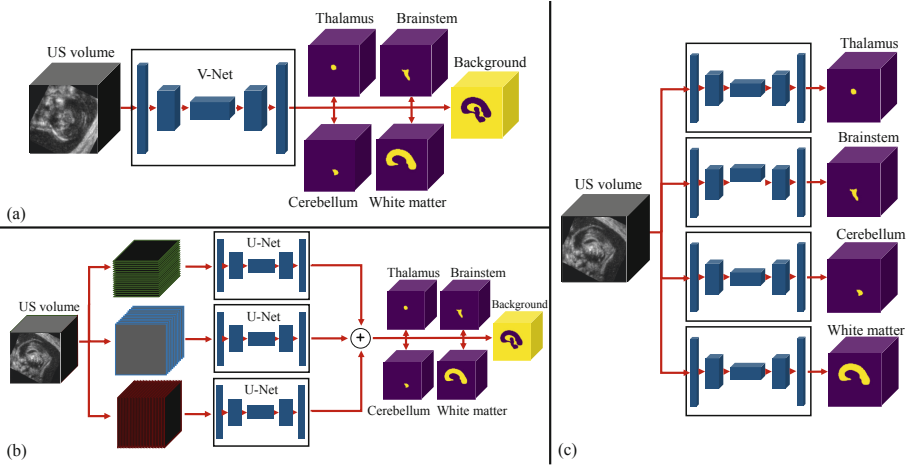 Thalamus Brainstem
US volume
V-Net
Background
Cerebellum White matter
(a)
U-Net
Thalamus Brainstem
US volume
U-Net
Background
+
U-Net
Cerebellum White matter
(b)
Thalamus
Brainstem
US volume
Cerebellum
White matter
(c)